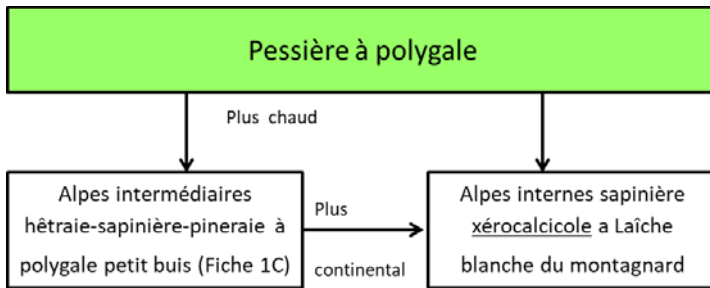 Pessière à polygale
Plus chaud
Alpes intermédiaires
hêtraie-sapinière-pineraie à
polygale petit buis (Fiche 1C)
Plus
continental
Alpes internes sapinière
xérocalcicole a Laîche
blanche du montagnard